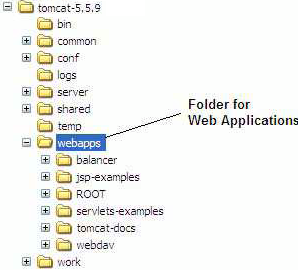 tomcat-5.5.9
bin
common
conf
logs
server
shared
temp
webapps
balancer
jsp-examples
ROOT
servlets-examples
tomcat-docs
webdav
work
Folder for
Web Applications